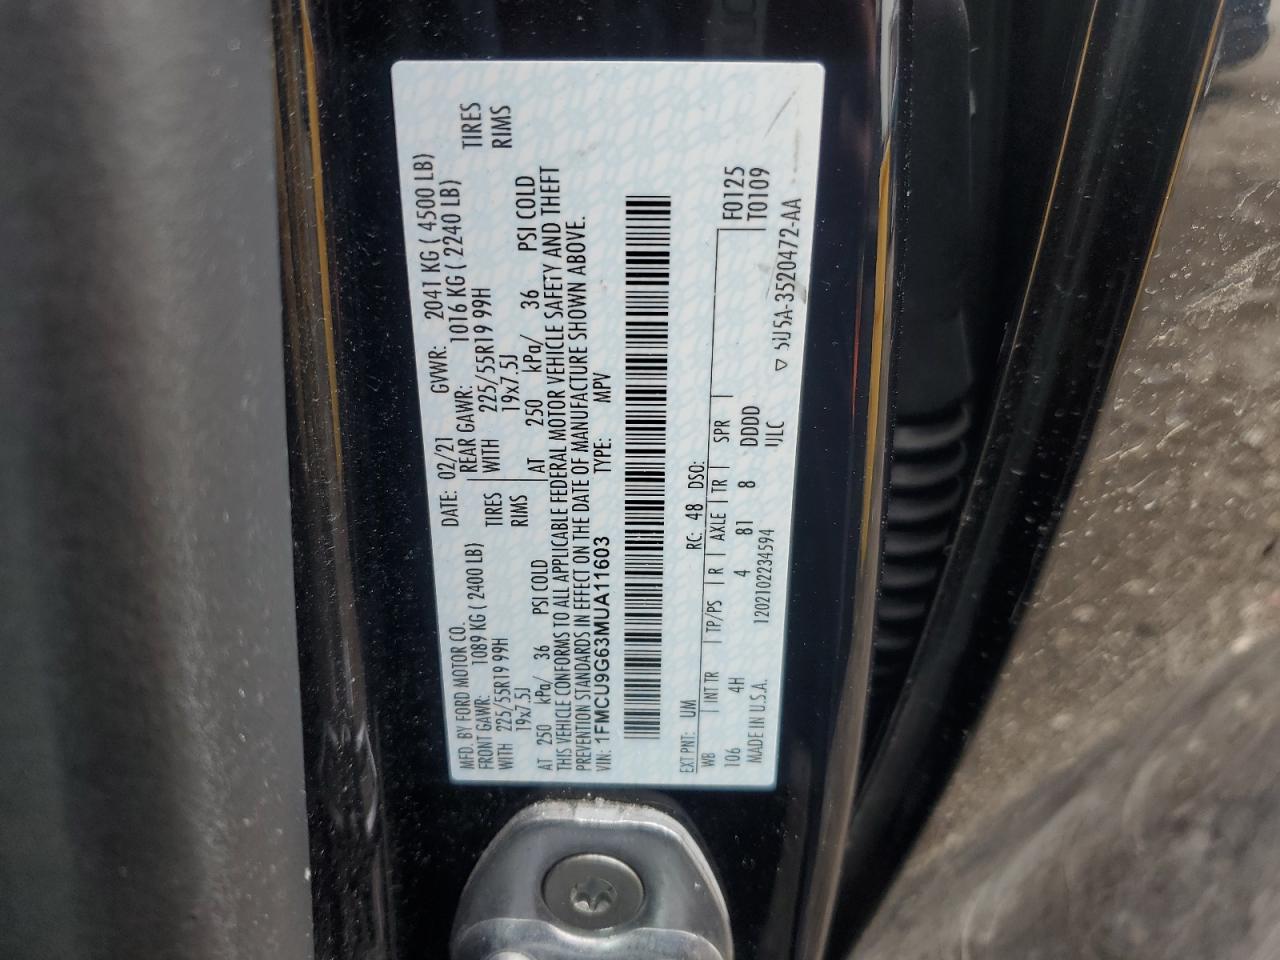 MFD. BY FORD MOTOR CO. DATE: 02/21 GVWR: 2041 KG ( 4500 LB)
FRONT GAWR: 1089 KG ( 2400 LB) REAR GAWR: 1016 KG ( 2240 LB)
WITH 225/55R19 99H TIRES WITH 225/55R19 99H TIRES
19x7.5J RIMS 19x7.5J RIMS
AT 250 kPa/ 36 PSI COLD AT 250 kPa/ 36 PSI COLD
THIS VEHICLE CONFORMS TO ALL APPLICABLE FEDERAL MOTOR VEHICLE SAFETY AND THEFT
PREVENTION STANDARDS IN EFFECT ON THE DATE OF MANUFACTURE SHOWN ABOVE.
VIN: 1FMCU9G63MUA11603 TYPE: MPV
EXT PNT: UM RC: 48 DSO:
WB INT TR TP/PS R AXLE TR SPR F0125
106 4H 4 81 8 DDDD T0109
MADE IN U.S.A. 1202102234594 ULC
5U5A-3520472-AA